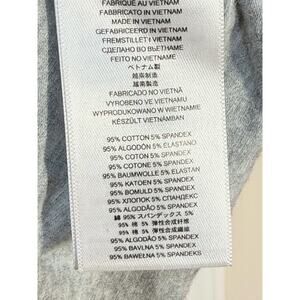 FABRIQUÉ AU VIETNAM
FABBRICATO IN VIETNAM
MADE IN VIETNAM
GEFABRICEERD IN VIETNAM
FREMSTILLET I VIETNAM
СДЕЛАНО ВО ВЬЕТНАМ
FEITO NO VIETNAME
ベトナム製
越南制造
越南製造
FABRICADO NO VIETNÃ
VYROBENO VE VIETNAMU
WYPRODUKOWANO W WIETNAMIE
KÉSZÜLT VIETNÁMBAN
95% COTTON 5% SPANDEX
95% ALGODÓN 5% ELASTANO
95% COTON 5% SPANDEX
95% COTONE 5% SPANDEX
95% BAUMWOLLE 5% ELASTAN
95% KATOEN 5% SPANDEX
95% BOMULD 5% SPANDEX
95% ХЛОПОК 5% СПАНДЕКС
95% ALGODÃO 5% SPANDEX
綿 95% スパンデックス 5%
95% 棉 5% 弹性合成纤维
95% 棉 5% 彈性合成纖維
95% ALGODÃO 5% SPANDEX
95% BAVLNA 5% SPANDEX
95% BAWEŁNA 5% SPANDEKS